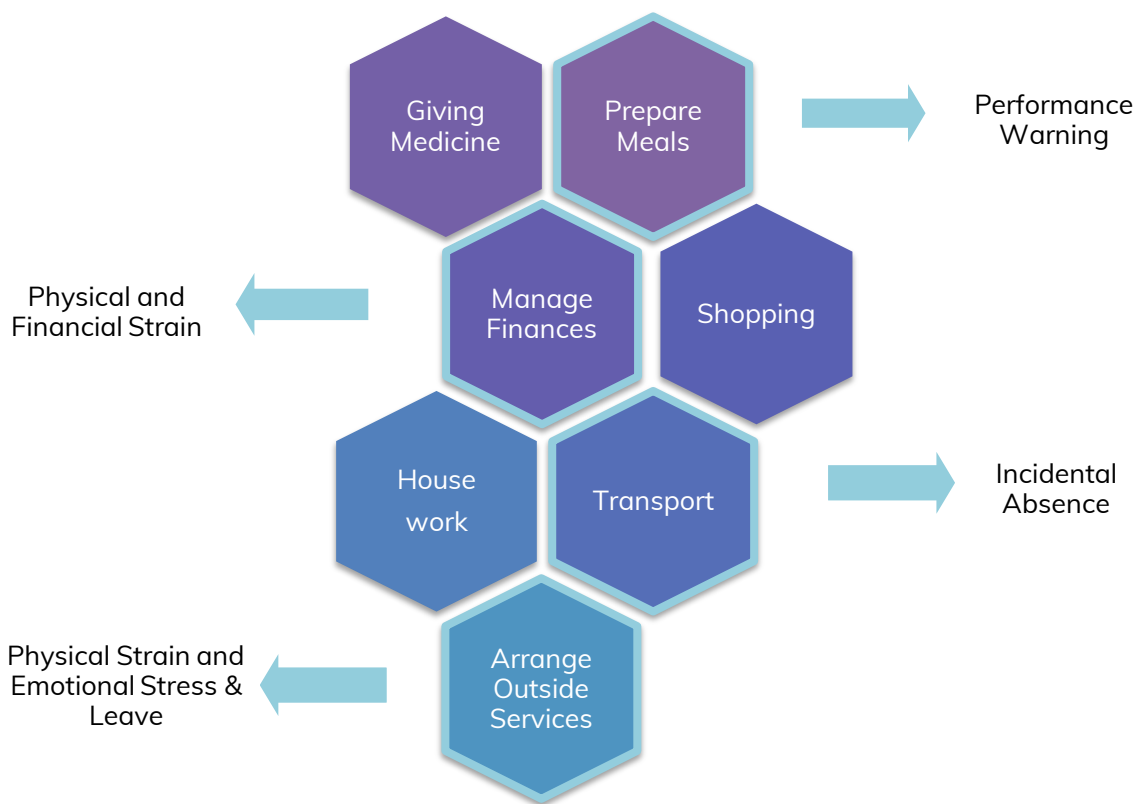 Giving
Medicine
Prepare
Meals
Performance
Warning
Physical and
Financial Strain
Manage
Finances
Shopping
House
work
Transport
Incidental
Absence
Physical Strain and
Emotional Stress &
Leave
Arrange
Outside
Services